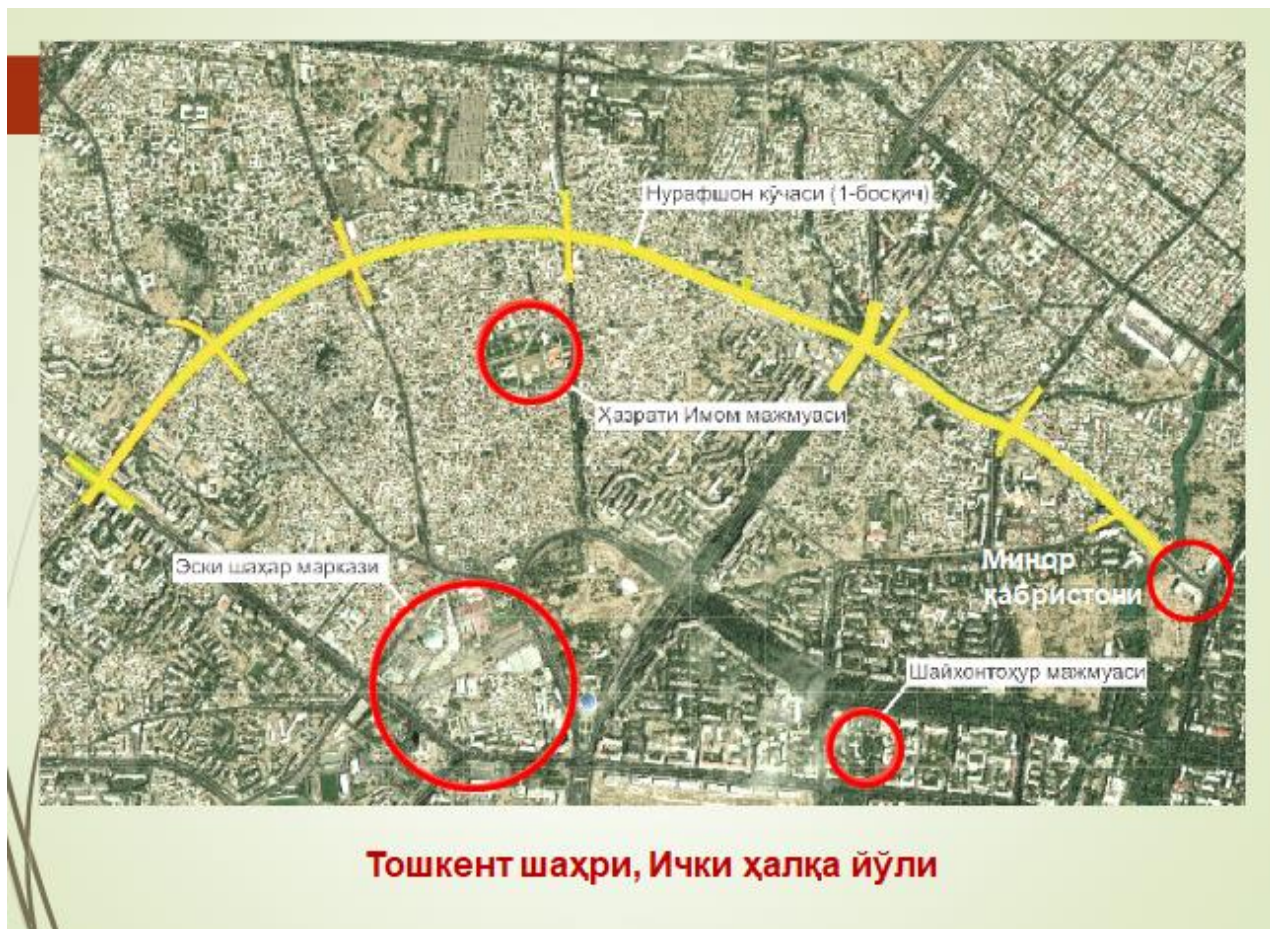 Нурафшон кўчаси (1-босқич)
Ҳазрати Имом мажмуаси
Эски шаҳар маркази
Минор
қабристони
Шайхонтоҳур мажмуаси
Тошкент шаҳри, Ички ҳалқа йўли